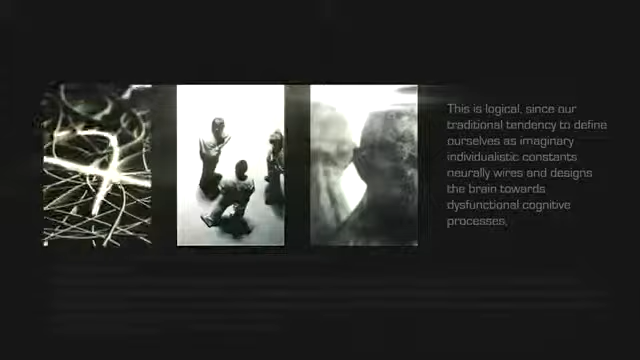 This is logical, since our
traditional tendency to define
ourselves as imaginary
individualistic constants
neurally wires and designs
the brain towards
dysfunctional cognitive
processes,